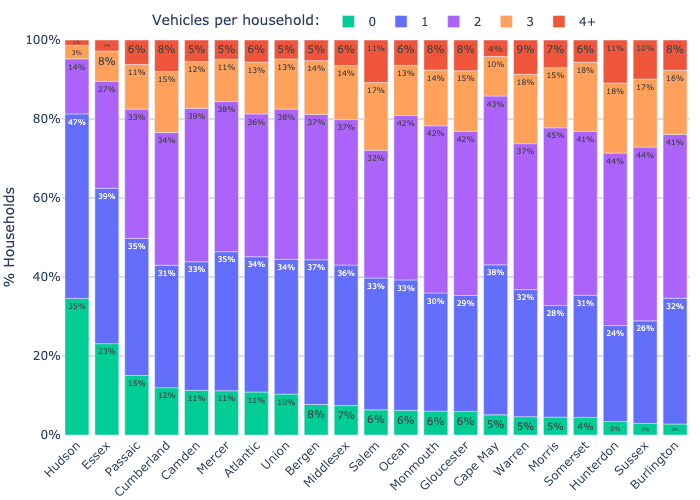 Vehicles per household: 0 1 2 3 4+
% Households
100%
80%
60%
40%
20%
0%
1% 3% 6% 8% 5% 5% 6% 5% 5% 6% 11% 6% 8% 8% 4% 9% 7% 6% 11% 10% 8%
3% 8% 11% 15% 12% 11% 13% 13% 14% 14% 17% 13% 14% 15% 10% 18% 15% 18% 18% 17% 16%
14% 27% 33% 34% 39% 38% 36% 38% 37% 37% 32% 42% 42% 42% 43% 37% 45% 41% 44% 44% 41%
47% 39% 35% 31% 33% 35% 34% 34% 37% 36% 33% 33% 30% 29% 38% 32% 28% 31% 24% 26% 32%
35% 23% 15% 12% 11% 11% 11% 10% 8% 7% 6% 6% 6% 6% 5% 5% 5% 4% 3% 3% 3%
Hudson
Essex
Passaic
Cumberland
Camden
Mercer
Atlantic
Union
Bergen
Middlesex
Salem
Ocean
Monmouth
Gloucester
Cape May
Warren
Morris
Somerset
Hunterdon
Sussex
Burlington